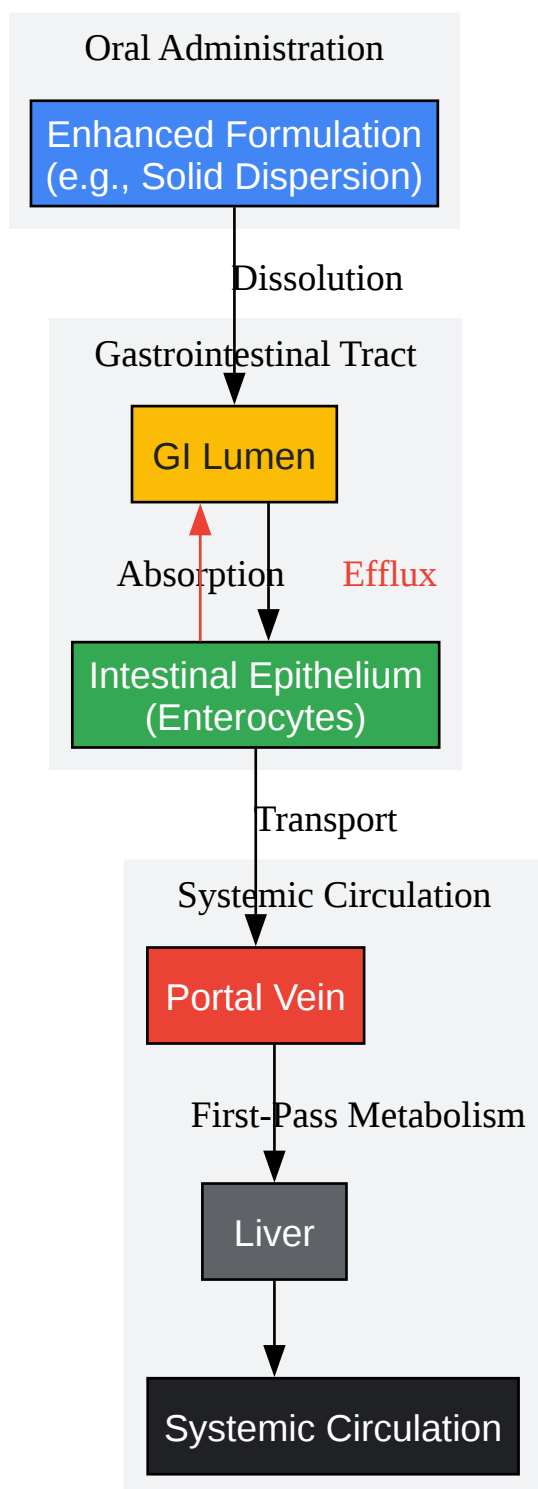 Oral Administration
Enhanced Formulation
(e.g., Solid Dispersion)
Dissolution
Gastrointestinal Tract
GI Lumen
Absorption
Efflux
Intestinal Epithelium
(Enterocytes)
Transport
Systemic Circulation
Portal Vein
First-Pass Metabolism
Liver
Systemic Circulation